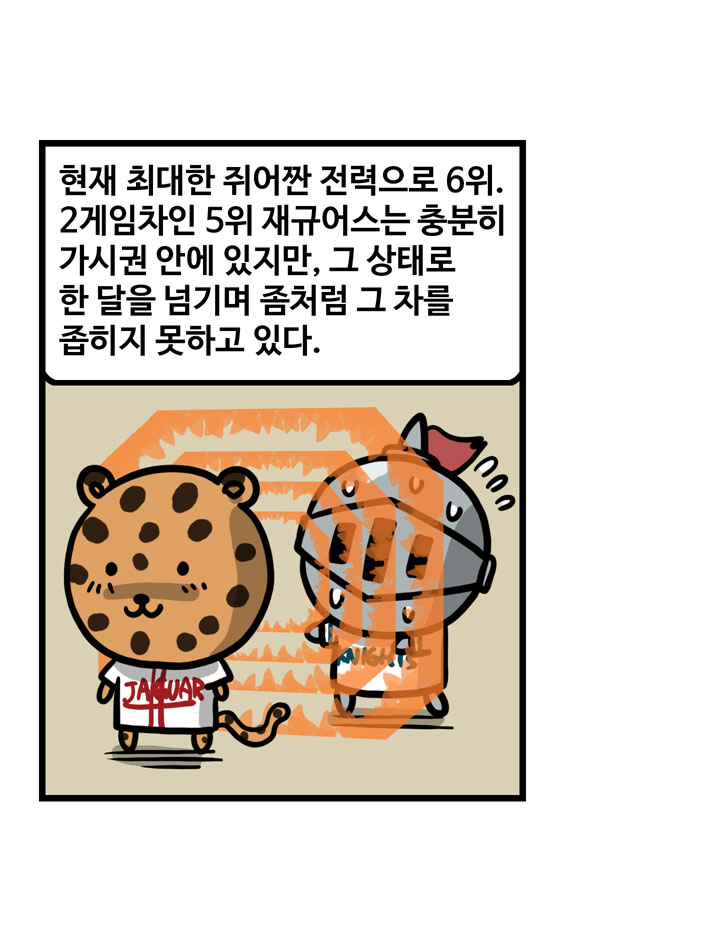 현재 최대한 쥐어짠 전력으로 6위.
2게임차인 5위 재규어스는 충분히
가시권 안에 있지만, 그 상태로
한 달을 넘기며 좀처럼 그 차를
좁히지 못하고 있다.
JAGUAR
KNIGHTS